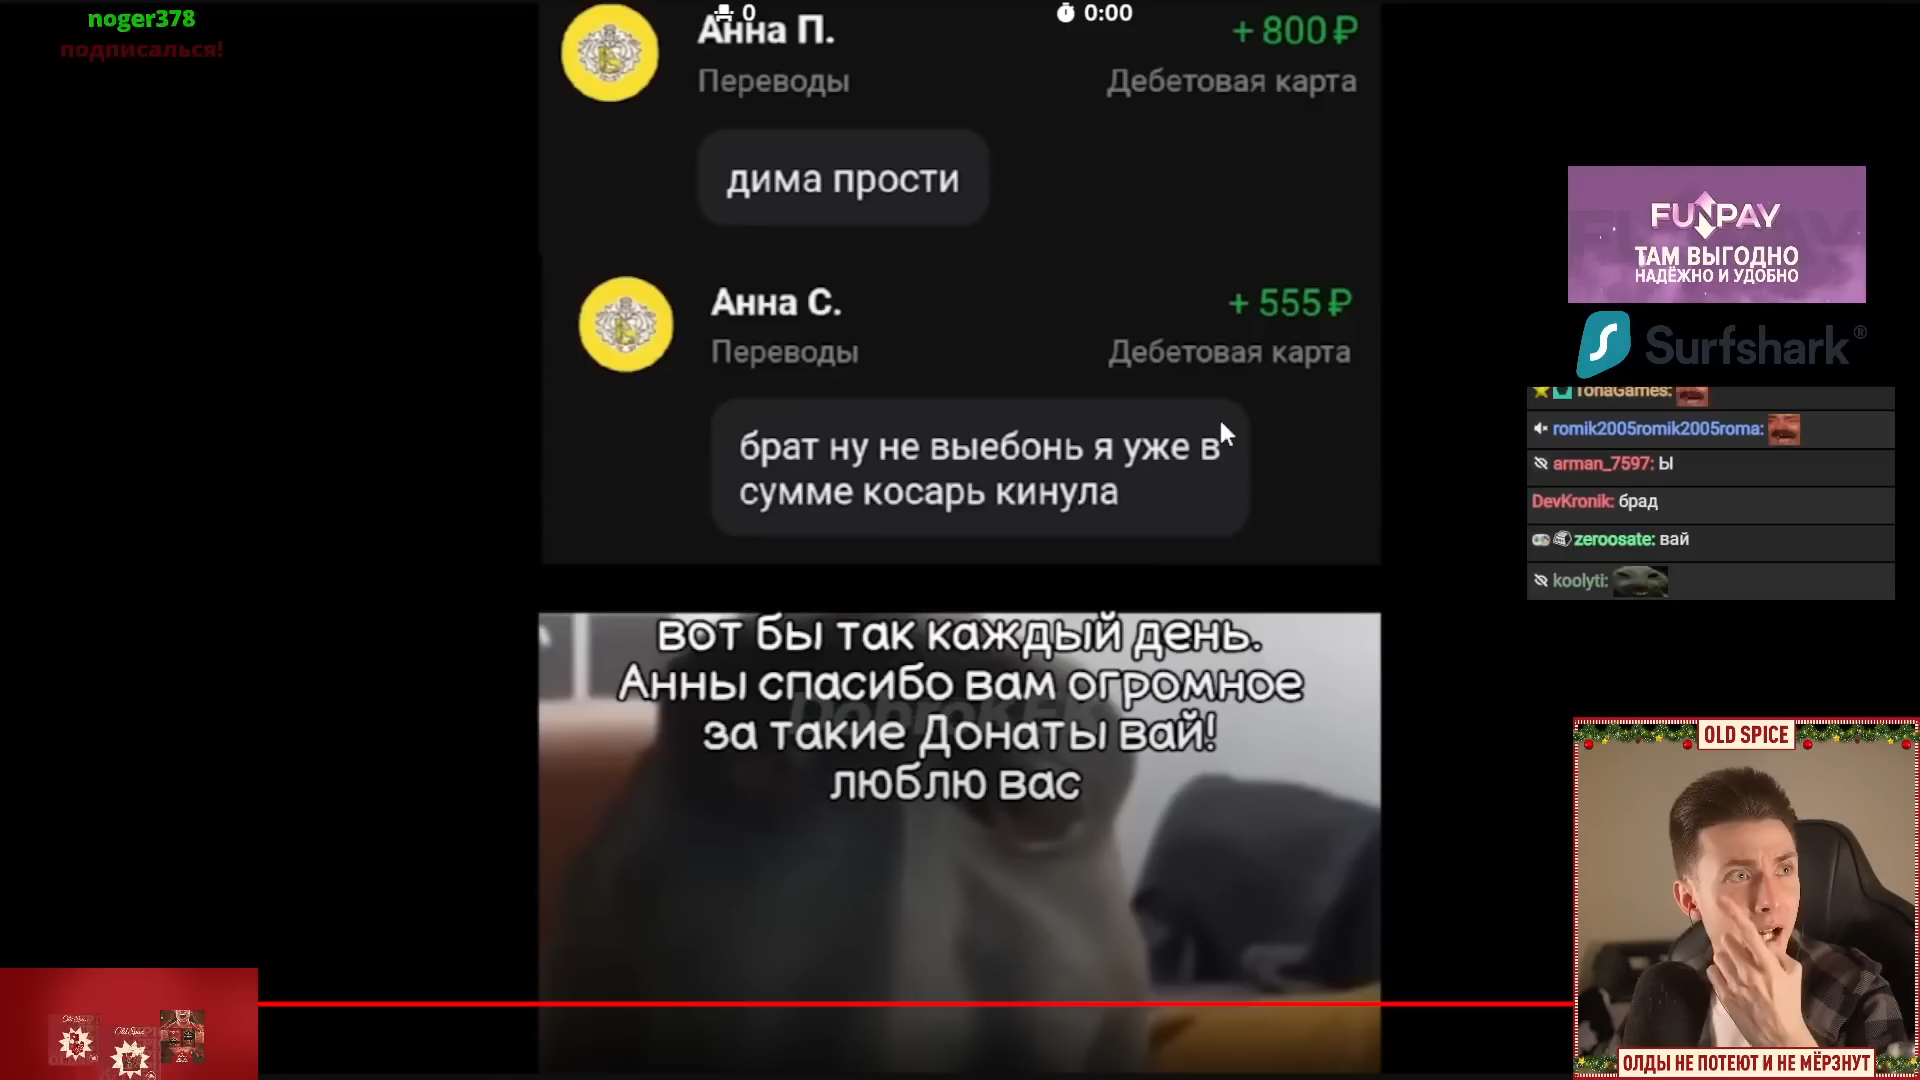 noger378
подписалься!
0
0:00
Анна П.
+ 800 ₽
Переводы
Дебетовая карта
дима прости
Анна С.
+ 555 ₽
Переводы
Дебетовая карта
брат ну не выебонь я уже в
сумме косарь кинула
вот бы так каждый день.
Анны спасибо вам огромное
за такие Донаты вай!
люблю вас
FUNPAY
ТАМ ВЫГОДНО
НАДЁЖНО И УДОБНО
Surfshark®
TonaGames:
romik2005romik2005roma:
arman_7597: Ы
DevKronik: брад
zeroosate: вай
koolyti:
OLD SPICE
ОЛДЫ НЕ ПОТЕЮТ И НЕ МЁРЗНУТ